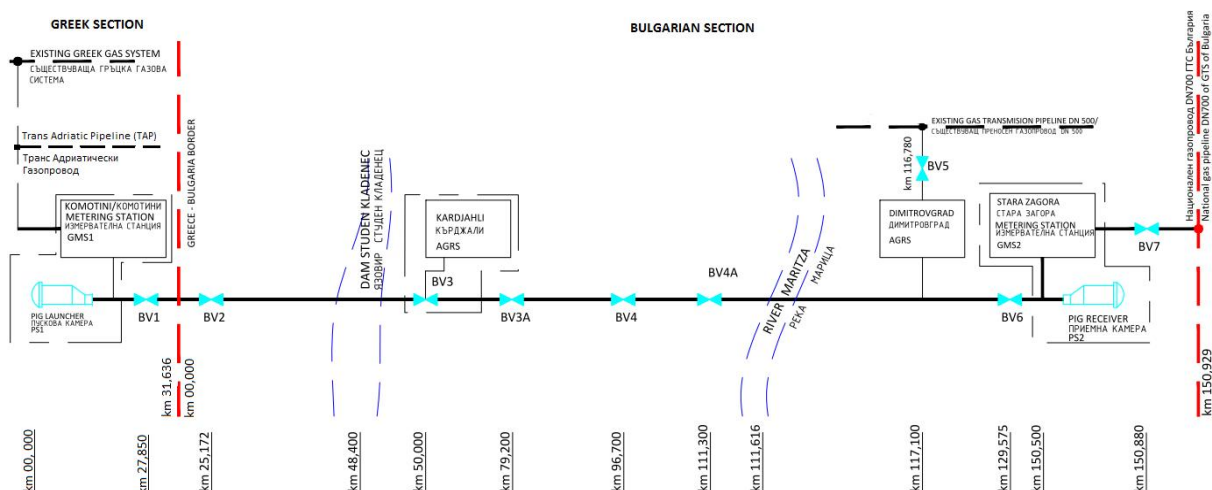 GREEK SECTION
BULGARIAN SECTION
EXISTING GREEK GAS SYSTEM
СЪЩЕСТВУВАЩА ГРЪЦКА ГАЗОВА
СИСТЕМА
Trans Adriatic Pipeline (TAP)
Транс Адриатически
Газопровод
KOMOTINI/КОМОТИНИ
METERING STATION
ИЗМЕРВАТЕЛНА СТАНЦИЯ
GMS1
PIG LAUNCHER
ПУСКОВА КАМЕРА
PS1
BV1
GREECE - BULGARIA BORDER
BV2
km 31,636
km 00,000
DAM STUDEN KLADENEC
ЯЗОВИР СТУДЕН КЛАДЕНЕЦ
KARDJAHLI
КЪРДЖАЛИ
AGRS
BV3
BV3A
BV4
BV4A
RIVER MARITZA
РЕКА МАРИЦА
EXISTING GAS TRANSMISION PIPELINE DN 500/
СЪЩЕСТВУВАЩ ПРЕНОСЕН ГАЗОПРОВОД DN 500
km 116,780
BV5
DIMITROVGRAD
ДИМИТРОВГРАД
AGRS
STARA ZAGORA
СТАРА ЗАГОРА
METERING STATION
ИЗМЕРВАТЕЛНА СТАНЦИЯ
GMS2
BV6
PIG RECEIVER
ПРИЕМНА КАМЕРА
PS2
BV7
Национален газопровод DN700 ГТС България
National gas pipeline DN700 of GTS of Bulgaria
km 150,929
km 00, 000
km 27,850
km 25,172
km 48,400
km 50,000
km 79,200
km 96,700
km 111,300
km 111,616
km 117,100
km 129,575
km 150,500
km 150,880